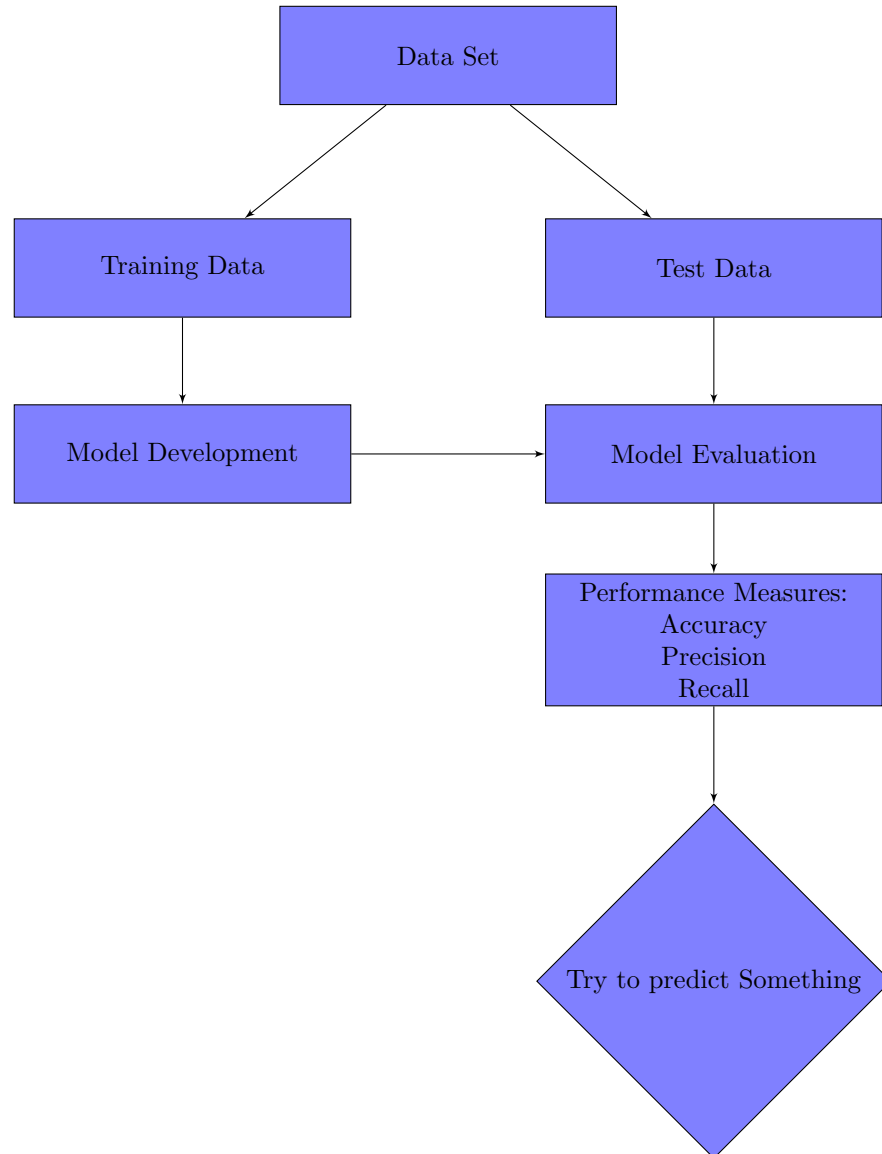 Data Set
Training Data
Test Data
Model Development
Model Evaluation
Performance Measures:
Accuracy
Precision
Recall
Try to predict Something